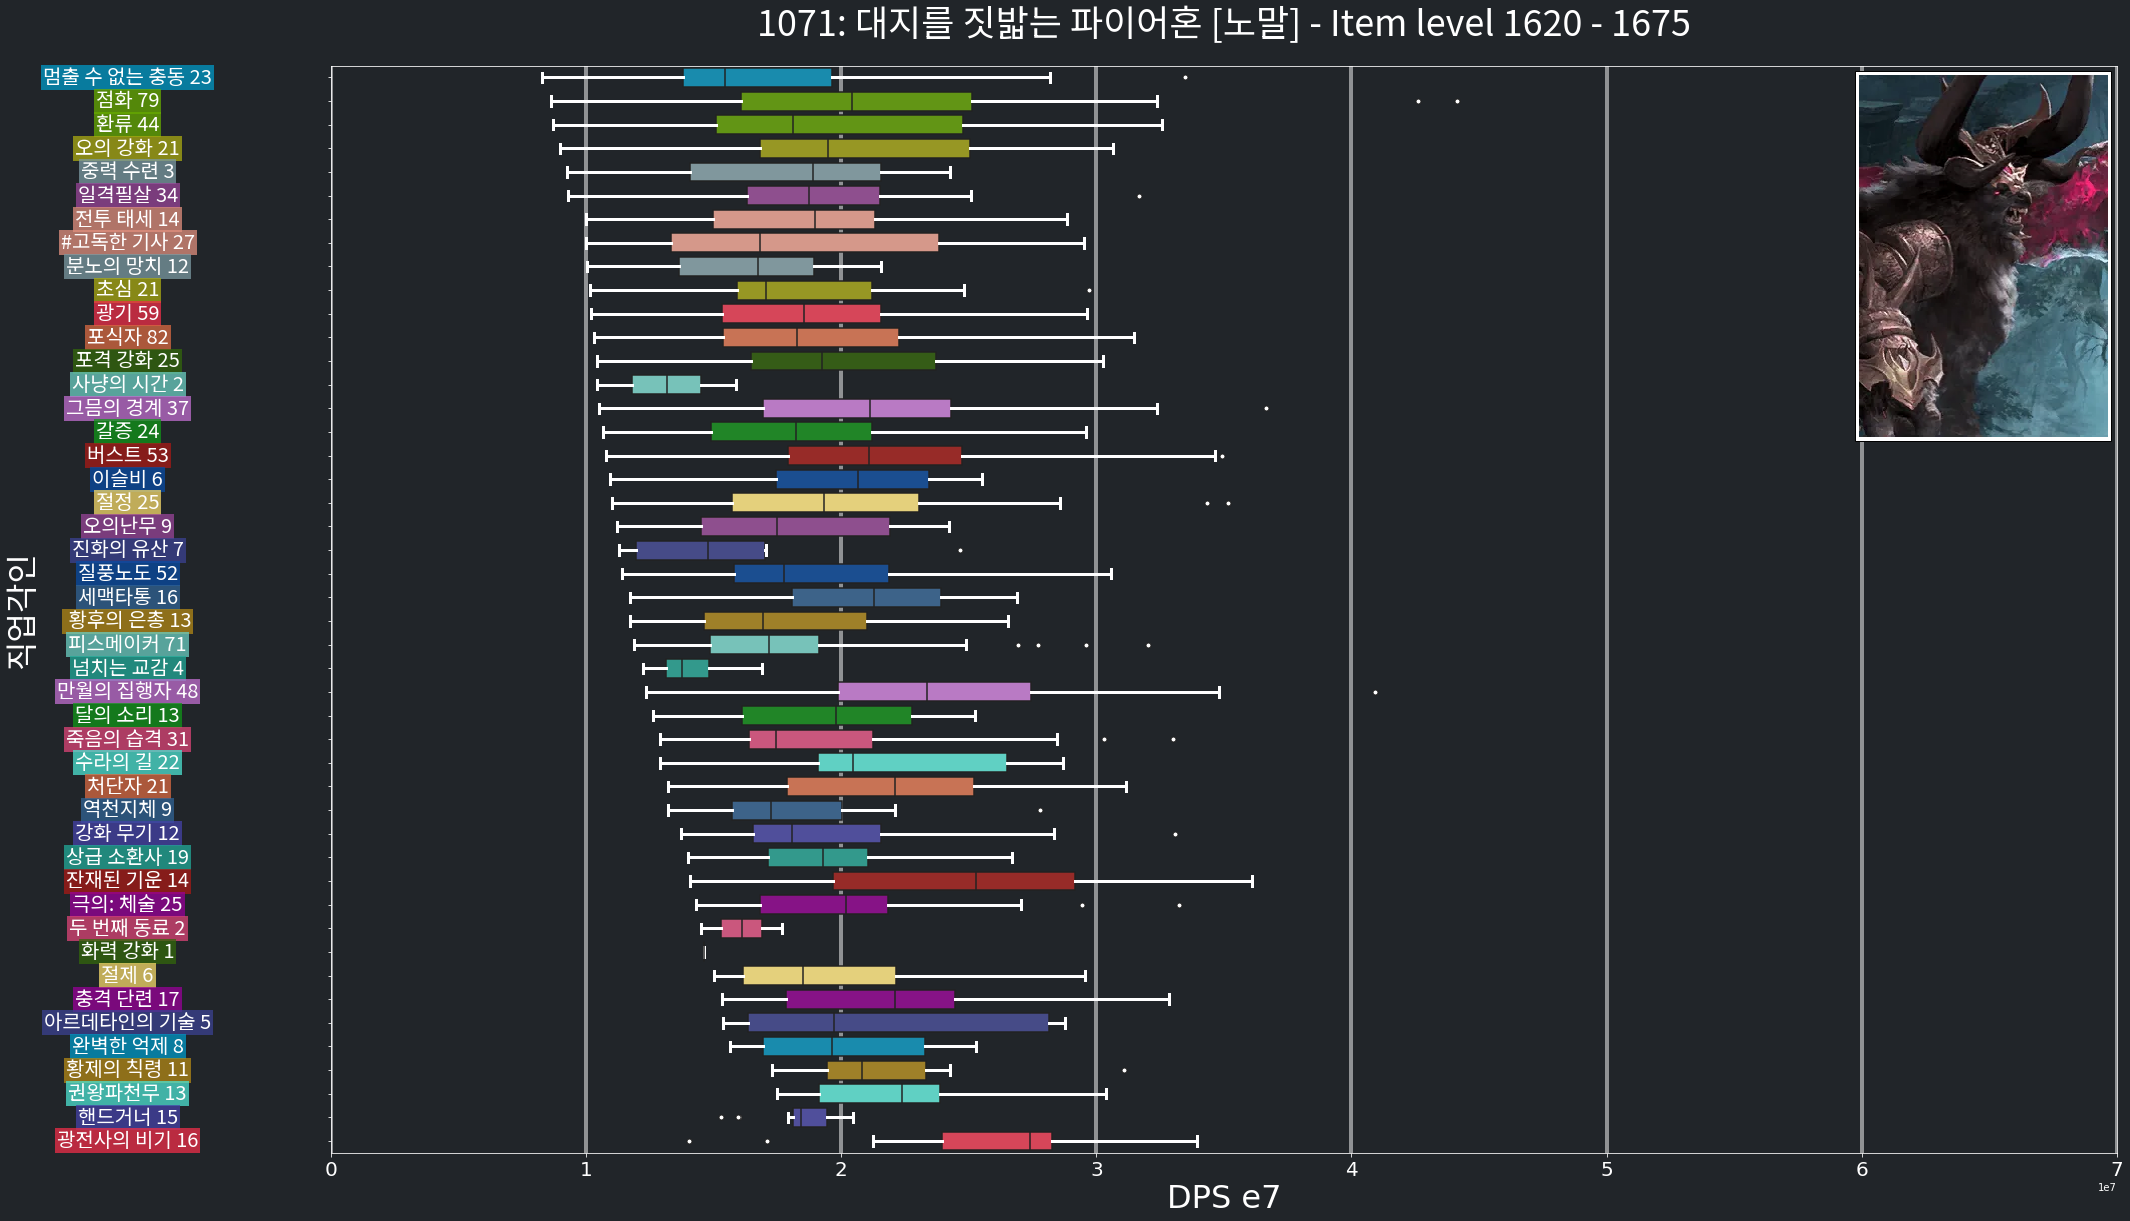 1071: 대지를 짓밟는 파이어혼 [노말] - Item level 1620 - 1675
직업각인
멈출 수 없는 충동 23
점화 79
환류 44
오의 강화 21
중력 수련 3
일격필살 34
전투 태세 14
#고독한 기사 27
분노의 망치 12
초심 21
광기 59
포식자 82
포격 강화 25
사냥의 시간 2
그믐의 경계 37
갈증 24
버스트 53
이슬비 6
절정 25
오의난무 9
진화의 유산 7
질풍노도 52
세맥타통 16
황후의 은총 13
피스메이커 71
넘치는 교감 4
만월의 집행자 48
달의 소리 13
죽음의 습격 31
수라의 길 22
처단자 21
역천지체 9
강화 무기 12
상급 소환사 19
잔재된 기운 14
극의: 체술 25
두 번째 동료 2
화력 강화 1
절제 6
충격 단련 17
아르데타인의 기술 5
완벽한 억제 8
황제의 칙령 11
권왕파천무 13
핸드거너 15
광전사의 비기 16
0 1 2 3 4 5 6 7
1e7
DPS e7